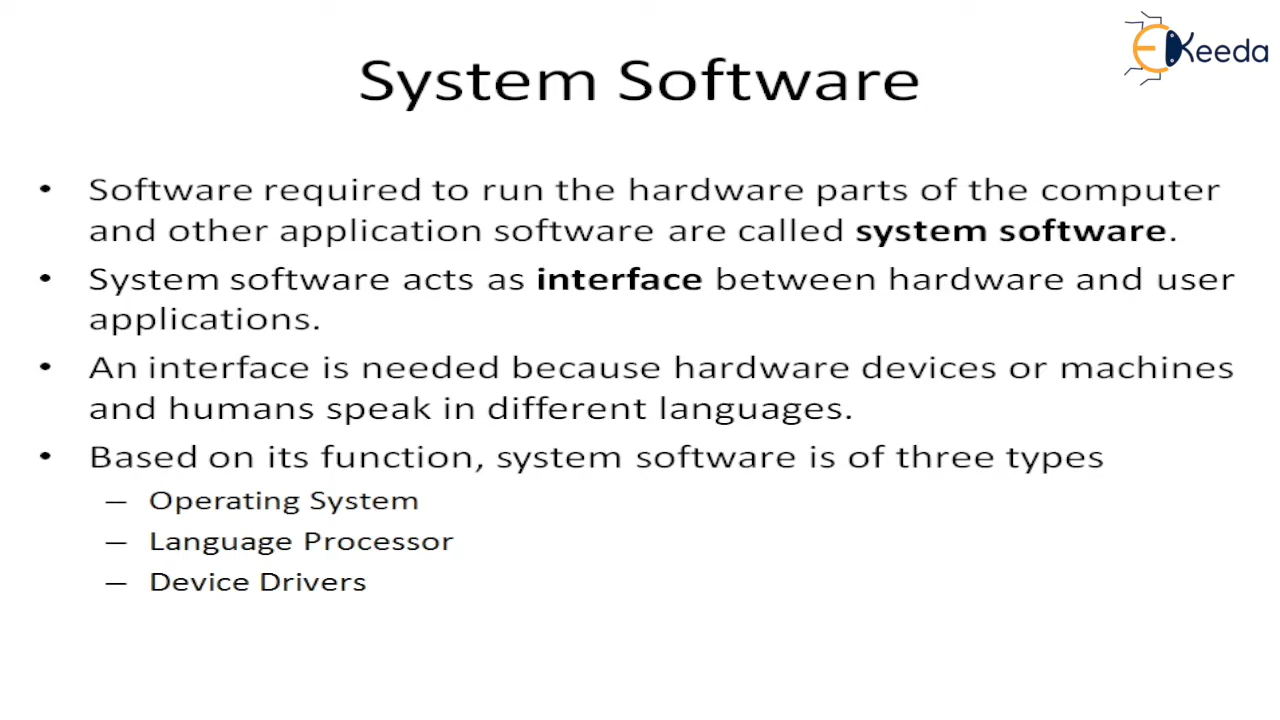 EKeeda
System Software
• Software required to run the hardware parts of the computer
and other application software are called system software.
• System software acts as interface between hardware and user
applications.
• An interface is needed because hardware devices or machines
and humans speak in different languages.
• Based on its function, system software is of three types
– Operating System
– Language Processor
– Device Drivers